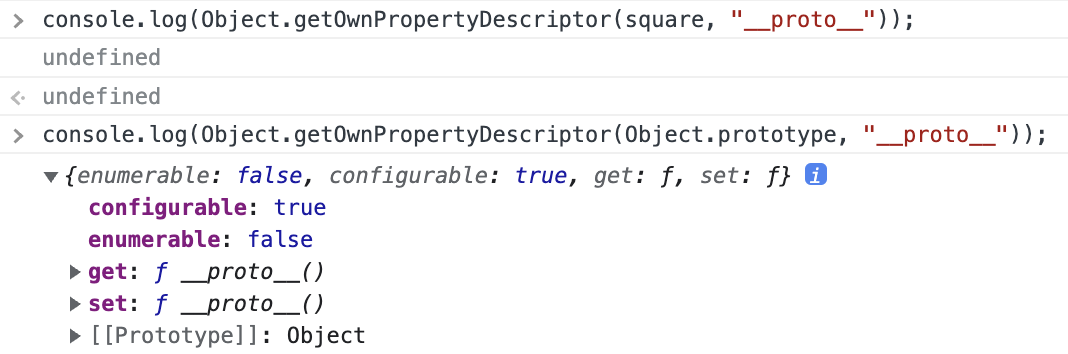 > console.log(Object.getOwnPropertyDescriptor(square, "__proto__"));
undefined
<· undefined
> console.log(Object.getOwnPropertyDescriptor(Object.prototype, "__proto__"));
▼{enumerable: false, configurable: true, get: ƒ, set: ƒ} i
configurable: true
enumerable: false
▶get: ƒ __proto__()
▶set: ƒ __proto__()
▶[[Prototype]]: Object